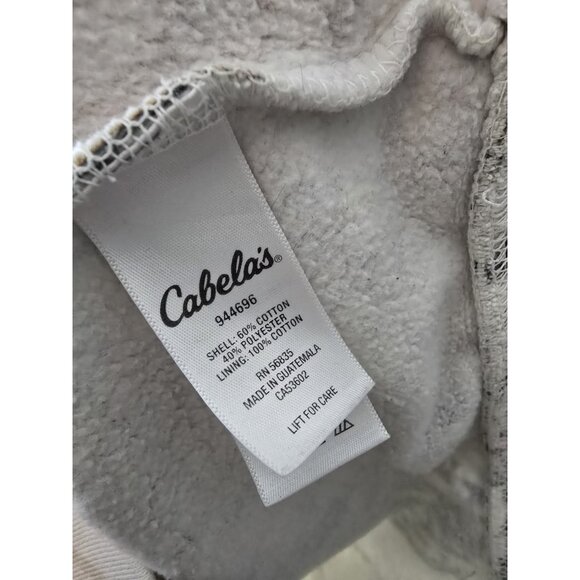 Cabela's®
944696
SHELL: 60% COTTON
40% POLYESTER
LINING: 100% COTTON
RN 56835
MADE IN GUATEMALA
CA53602
LIFT FOR CARE